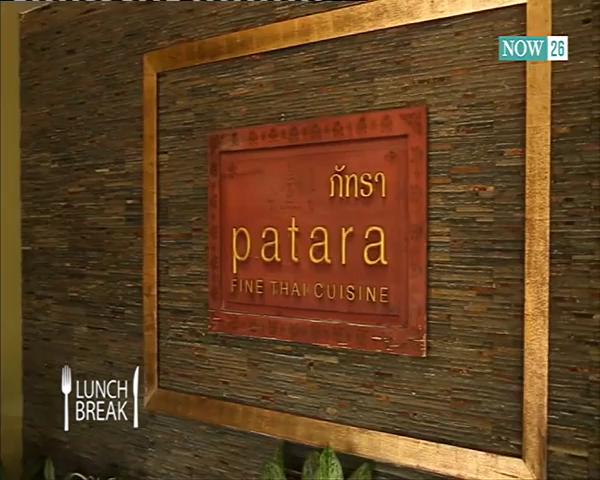 NOW 26
ภัทรา
patara
FINE THAI CUISINE
LUNCH
BREAK